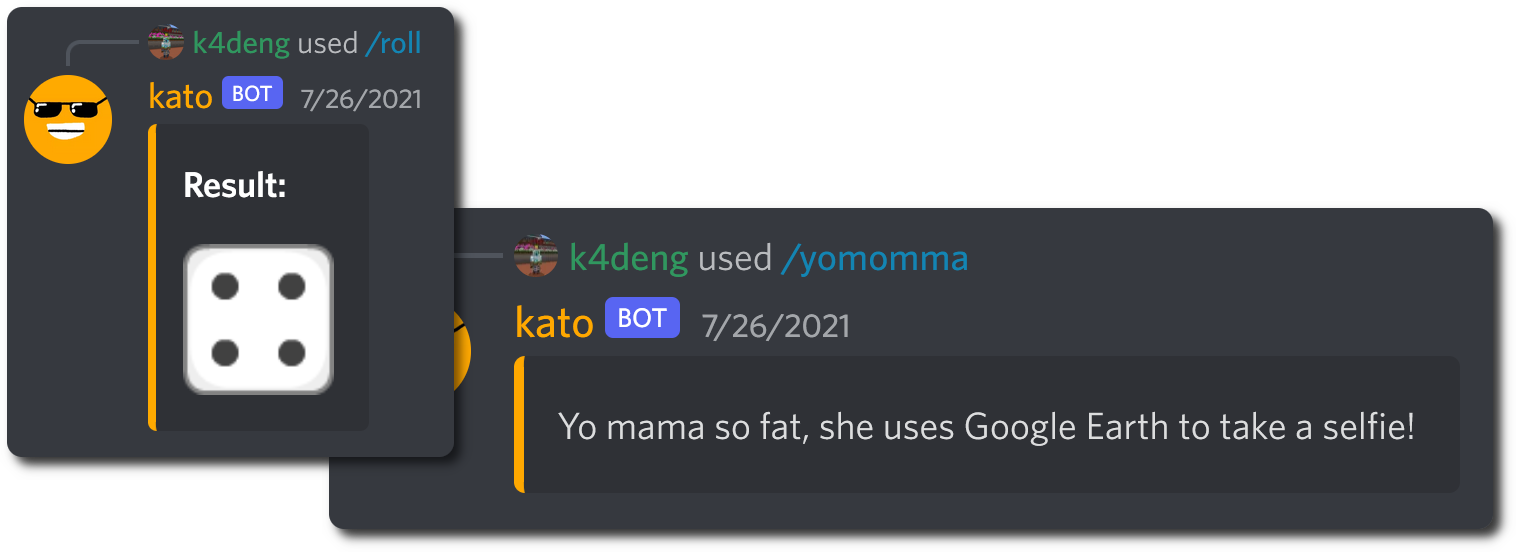 k4deng used /roll
kato BOT 7/26/2021
Result:
k4deng used /yomomma
kato BOT 7/26/2021
Yo mama so fat, she uses Google Earth to take a selfie!